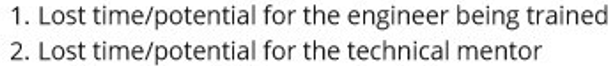 1. Lost time/potential for the engineer being trained
2. Lost time/potential for the technical mentor